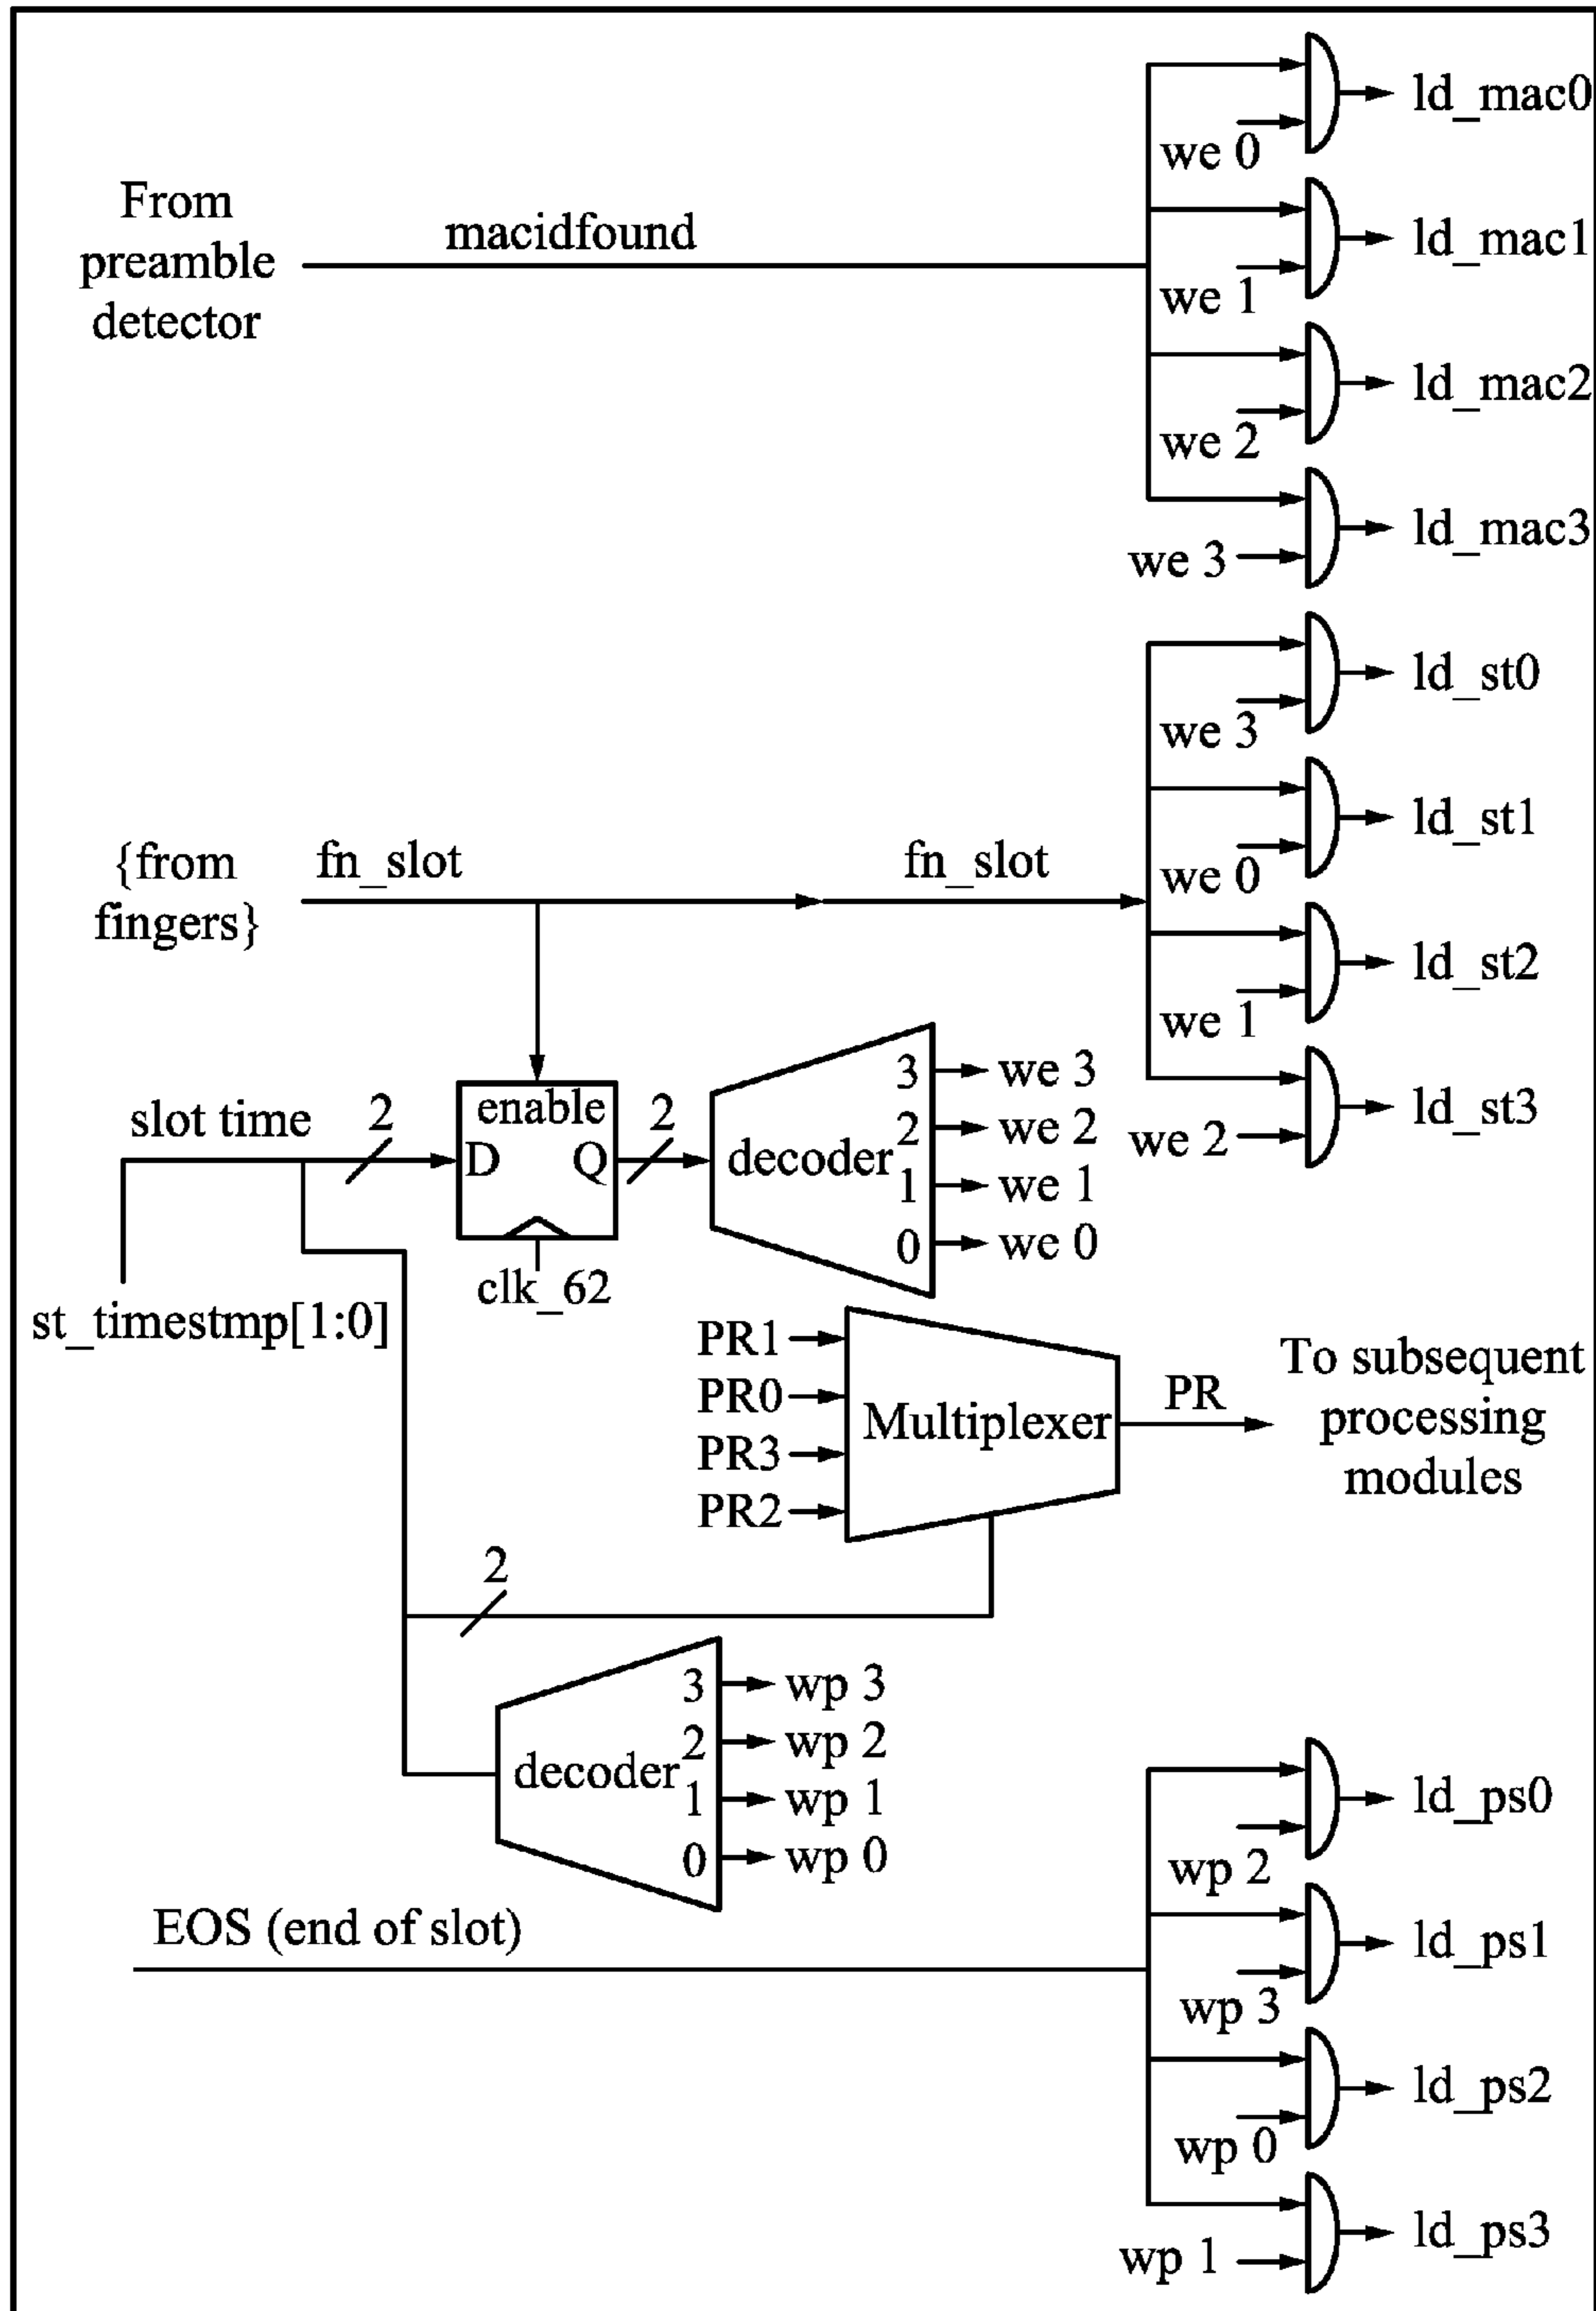 ld_mac0
we 0
From
preamble
detector
macidfound
ld_mac1
we 1
ld_mac2
we 2
ld_mac3
we 3
ld_st0
we 3
ld_st1
we 0
{from
fingers}
fn_slot
fn_slot
ld_st2
we 1
ld_st3
we 2
slot time
2
enable
D
Q
clk_62
2
decoder
3
2
1
0
we 3
we 2
we 1
we 0
st_timestmp[1:0]
PR1
PR0
PR3
PR2
Multiplexer
PR
To subsequent
processing
modules
2
decoder
3
2
1
0
wp 3
wp 2
wp 1
wp 0
EOS (end of slot)
ld_ps0
wp 2
ld_ps1
wp 3
ld_ps2
wp 0
ld_ps3
wp 1